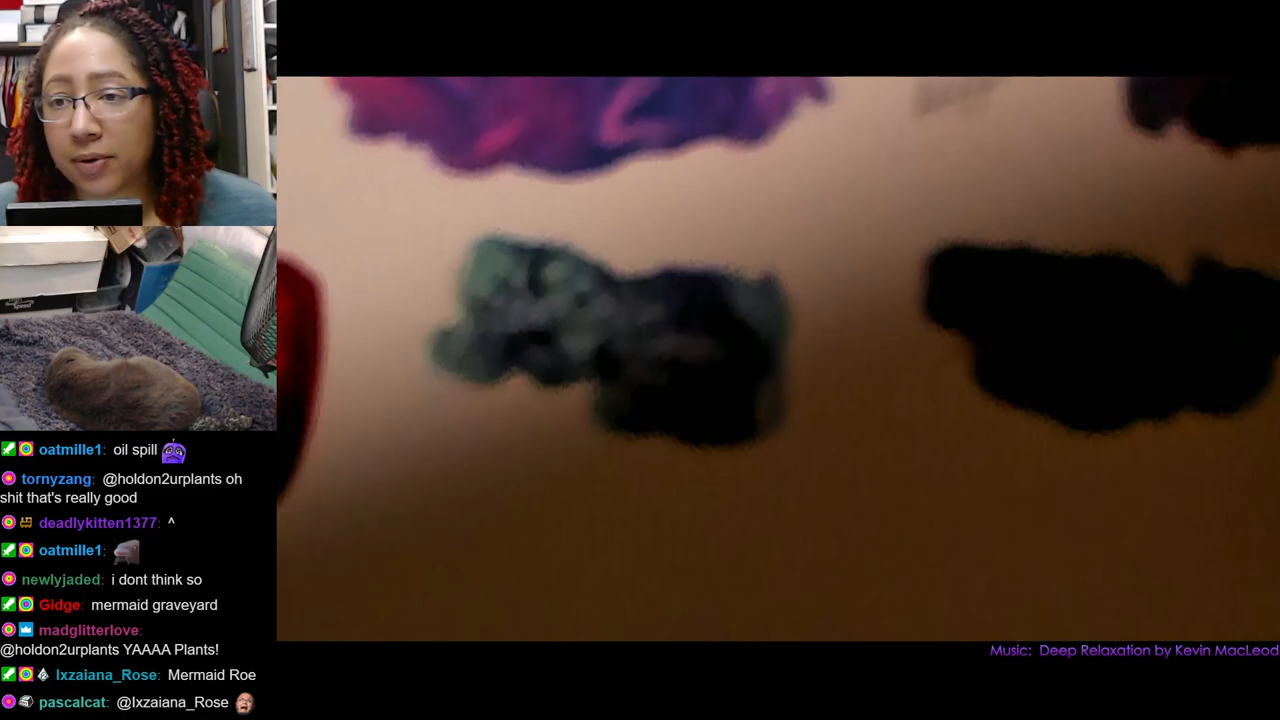 oatmille1: oil spill
tornyzang: @holdon2urplants oh
shit that's really good
deadlykitten1377: ^
oatmille1:
newlyjaded: i dont think so
Gidge: mermaid graveyard
madglitterlove:
@holdon2urplants YAAAA Plants!
Ixzaiana_Rose: Mermaid Roe
pascalcat: @Ixzaiana_Rose
Music: Deep Relaxation by Kevin MacLeod